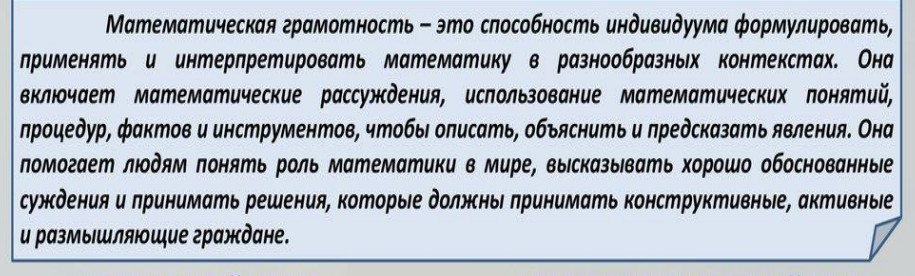 Математическая грамотность – это способность индивидуума формулировать,
применять и интерпретировать математику в разнообразных контекстах. Она
включает математические рассуждения, использование математических понятий,
процедур, фактов и инструментов, чтобы описать, объяснить и предсказать явления. Она
помогает людям понять роль математики в мире, высказывать хорошо обоснованные
суждения и принимать решения, которые должны принимать конструктивные, активные
и размышляющие граждане.